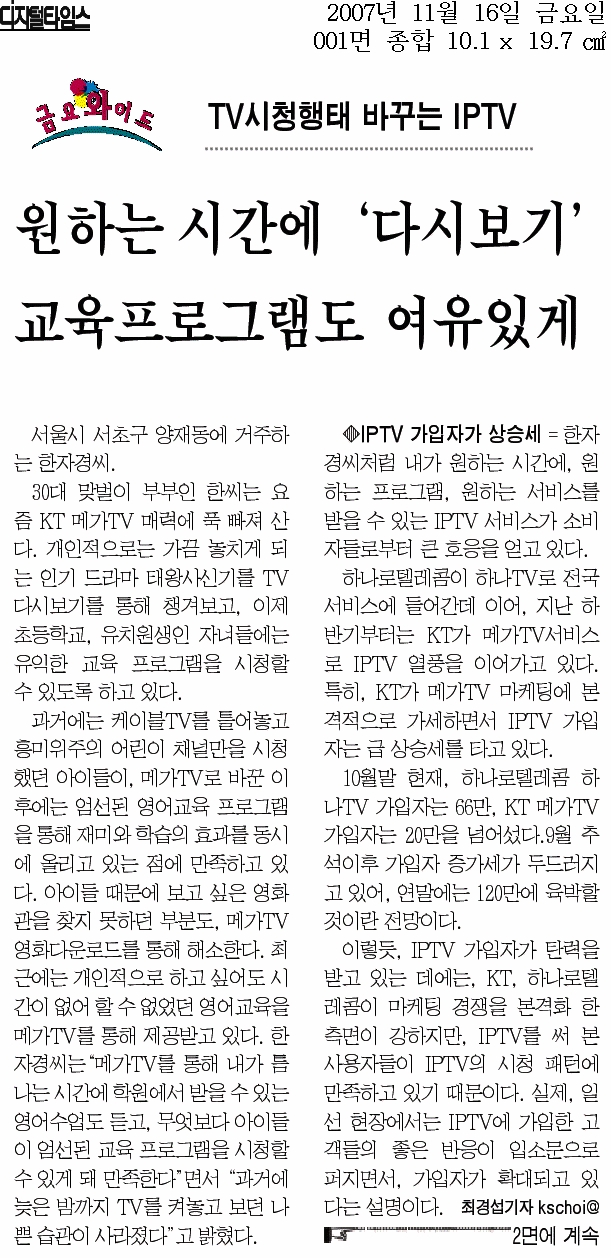 디지털타임스
2007년 11월 16일 금요일
001면 종합 10.1 x 19.7 ㎠
금요와이드
TV시청행태 바꾸는 IPTV
원하는 시간에 ‘다시보기’
교육프로그램도 여유있게
서울시 서초구 양재동에 거주하
는 한자경씨.
30대 맞벌이 부부인 한씨는 요
즘 KT 메가TV 매력에 푹 빠져 산
다. 개인적으로는 가끔 놓치게 되
는 인기 드라마 태왕사신기를 TV
다시보기를 통해 챙겨보고, 이제
초등학교, 유치원생인 자녀들에는
유익한 교육 프로그램을 시청할
수 있도록 하고 있다.
과거에는 케이블TV를 틀어놓고
흥미위주의 어린이 채널만을 시청
했던 아이들이, 메가TV로 바꾼 이
후에는 엄선된 영어교육 프로그램
을 통해 재미와 학습의 효과를 동시
에 올리고 있는 점에 만족하고 있
다. 아이들 때문에 보고 싶은 영화
관을 찾지 못하던 부분도, 메가TV
영화다운로드를 통해 해소한다. 최
근에는 개인적으로 하고 싶어도 시
간이 없어 할 수 없었던 영어교육을
메가TV를 통해 제공받고 있다. 한
자경씨는 “메가TV를 통해 내가 틈
나는 시간에 학원에서 받을 수 있는
영어수업도 듣고, 무엇보다 아이들
이 엄선된 교육 프로그램을 시청할
수 있게 돼 만족한다”면서 “과거에
늦은 밤까지 TV를 켜놓고 보던 나
쁜 습관이 사라졌다”고 밝혔다.
◈IPTV 가입자가 상승세 = 한자
경씨처럼 내가 원하는 시간에, 원
하는 프로그램, 원하는 서비스를
받을 수 있는 IPTV 서비스가 소비
자들로부터 큰 호응을 얻고 있다.
하나로텔레콤이 하나TV로 전국
서비스에 들어간데 이어, 지난 하
반기부터는 KT가 메가TV서비스
로 IPTV 열풍을 이어가고 있다.
특히, KT가 메가TV 마케팅에 본
격적으로 가세하면서 IPTV 가입
자는 급 상승세를 타고 있다.
10월말 현재, 하나로텔레콤 하
나TV 가입자는 66만, KT 메가TV
가입자는 20만을 넘어섰다.9월 추
석이후 가입자 증가세가 두드러지
고 있어, 연말에는 120만에 육박할
것이란 전망이다.
이렇듯, IPTV 가입자가 탄력을
받고 있는 데에는, KT, 하나로텔
레콤이 마케팅 경쟁을 본격화 한
측면이 강하지만, IPTV를 써 본
사용자들이 IPTV의 시청 패턴에
만족하고 있기 때문이다. 실제, 일
선 현장에서는 IPTV에 가입한 고
객들의 좋은 반응이 입소문으로
퍼지면서, 가입자가 확대되고 있
다는 설명이다. 최경섭기자 kschoi@
2면에 계속